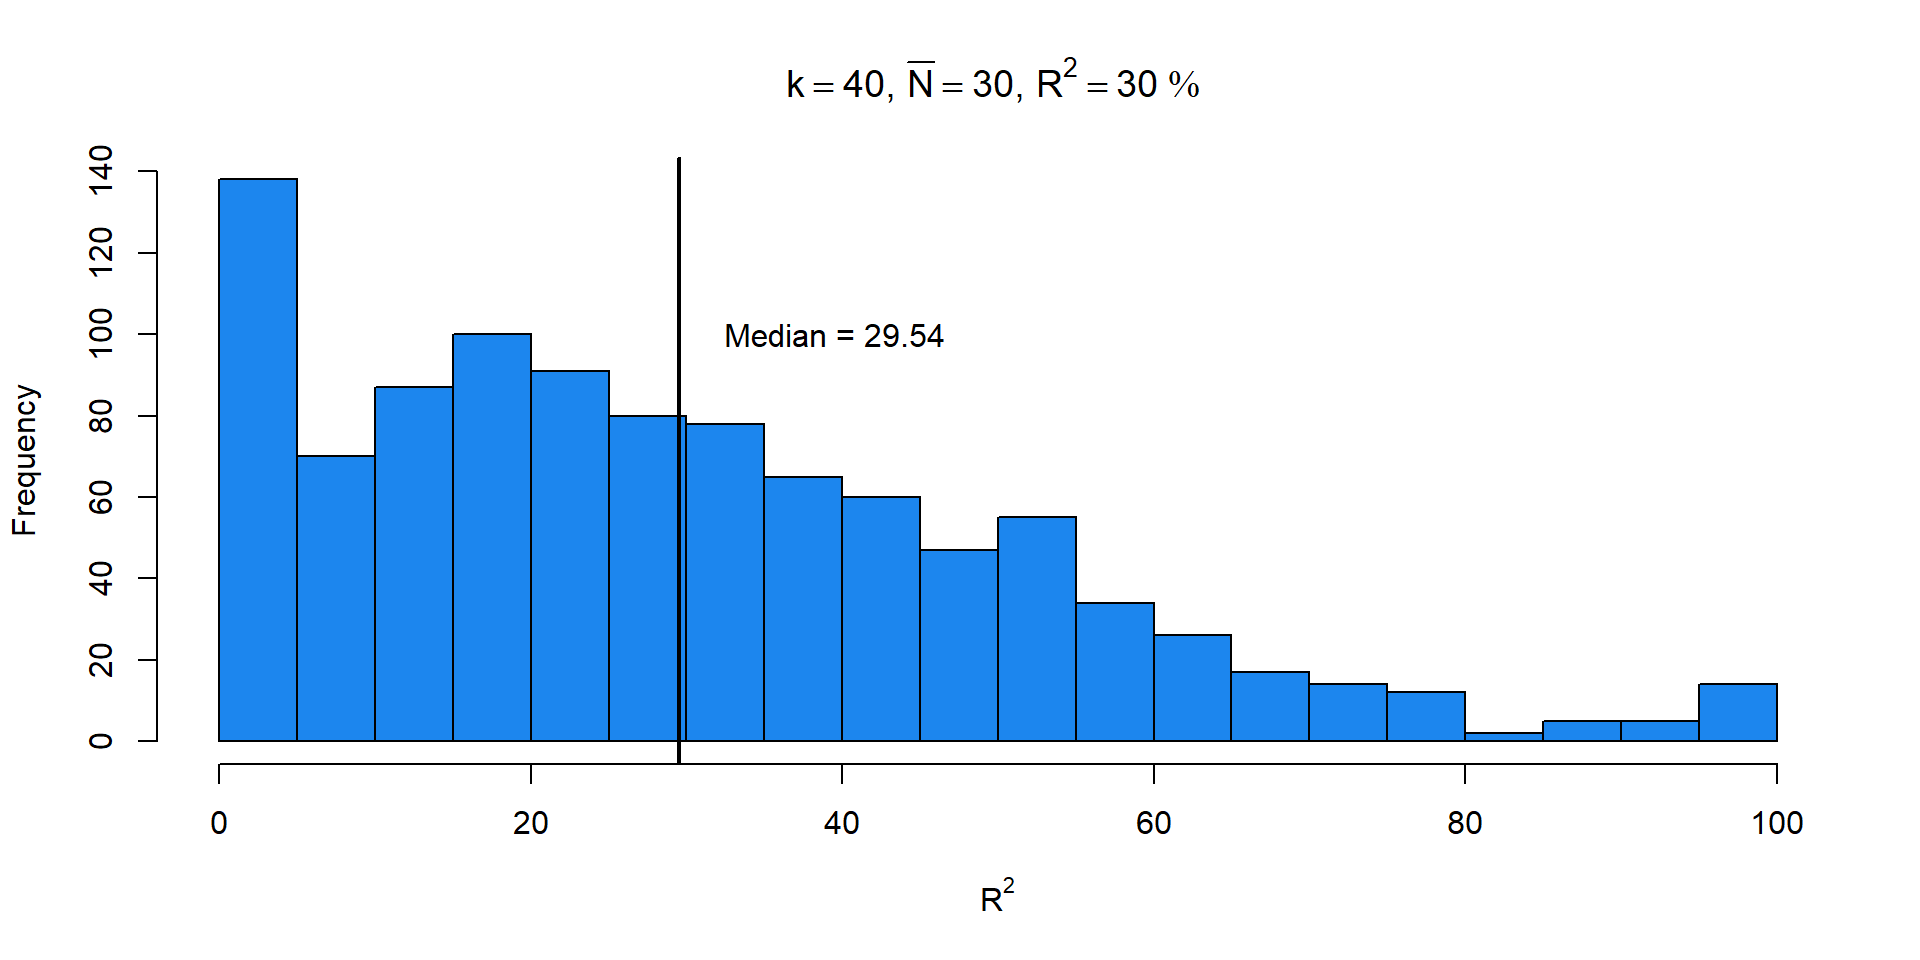 k = 40, N̅ = 30, R² = 30 %
140
120
100
80
60
40
20
0
Frequency
Median = 29.54
0 20 40 60 80 100
R²